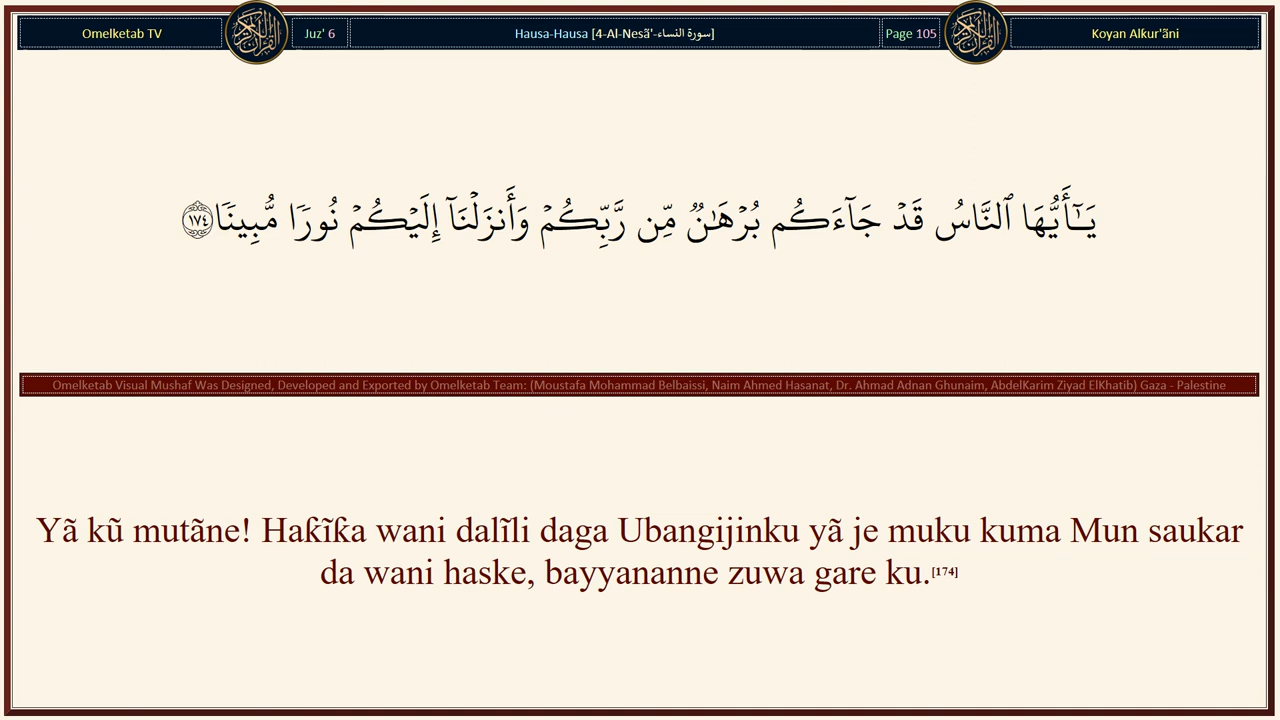 Omelketab TV
Juz' 6
Hausa-Hausa [4-Al-Nesã'-سورة النساء]
Page 105
Koyan Alƙur'ãni
يَـٰٓأَيُّهَا ٱلنَّاسُ قَدۡ جَآءَكُم بُرۡهَـٰنٞ مِّن رَّبِّكُمۡ وَأَنزَلۡنَآ إِلَيۡكُمۡ نُورٗا مُّبِينٗا ١٧٤
Omelketab Visual Mushaf Was Designed, Developed and Exported by Omelketab Team: (Moustafa Mohammad Belbaissi, Naim Ahmed Hasanat, Dr. Ahmad Adnan Ghunaim, AbdelKarim Ziyad ElKhatib) Gaza - Palestine
Yã kũ mutãne! Haƙĩƙa wani dalĩli daga Ubangijinku yã je muku kuma Mun saukar
da wani haske, bayyananne zuwa gare ku.[174]